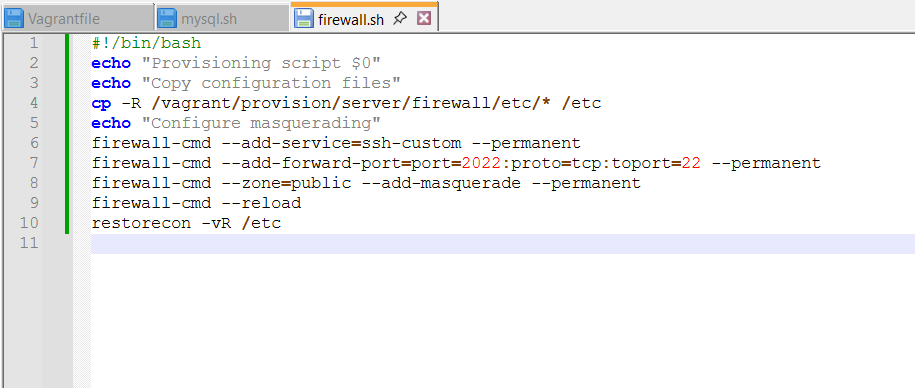 Vagrantfile mysql.sh firewall.sh
1 #!/bin/bash
2 echo "Provisioning script $0"
3 echo "Copy configuration files"
4 cp -R /vagrant/provision/server/firewall/etc/* /etc
5 echo "Configure masquerading"
6 firewall-cmd --add-service=ssh-custom --permanent
7 firewall-cmd --add-forward-port=port=2022:proto=tcp:toport=22 --permanent
8 firewall-cmd --zone=public --add-masquerade --permanent
9 firewall-cmd --reload
10 restorecon -vR /etc
11